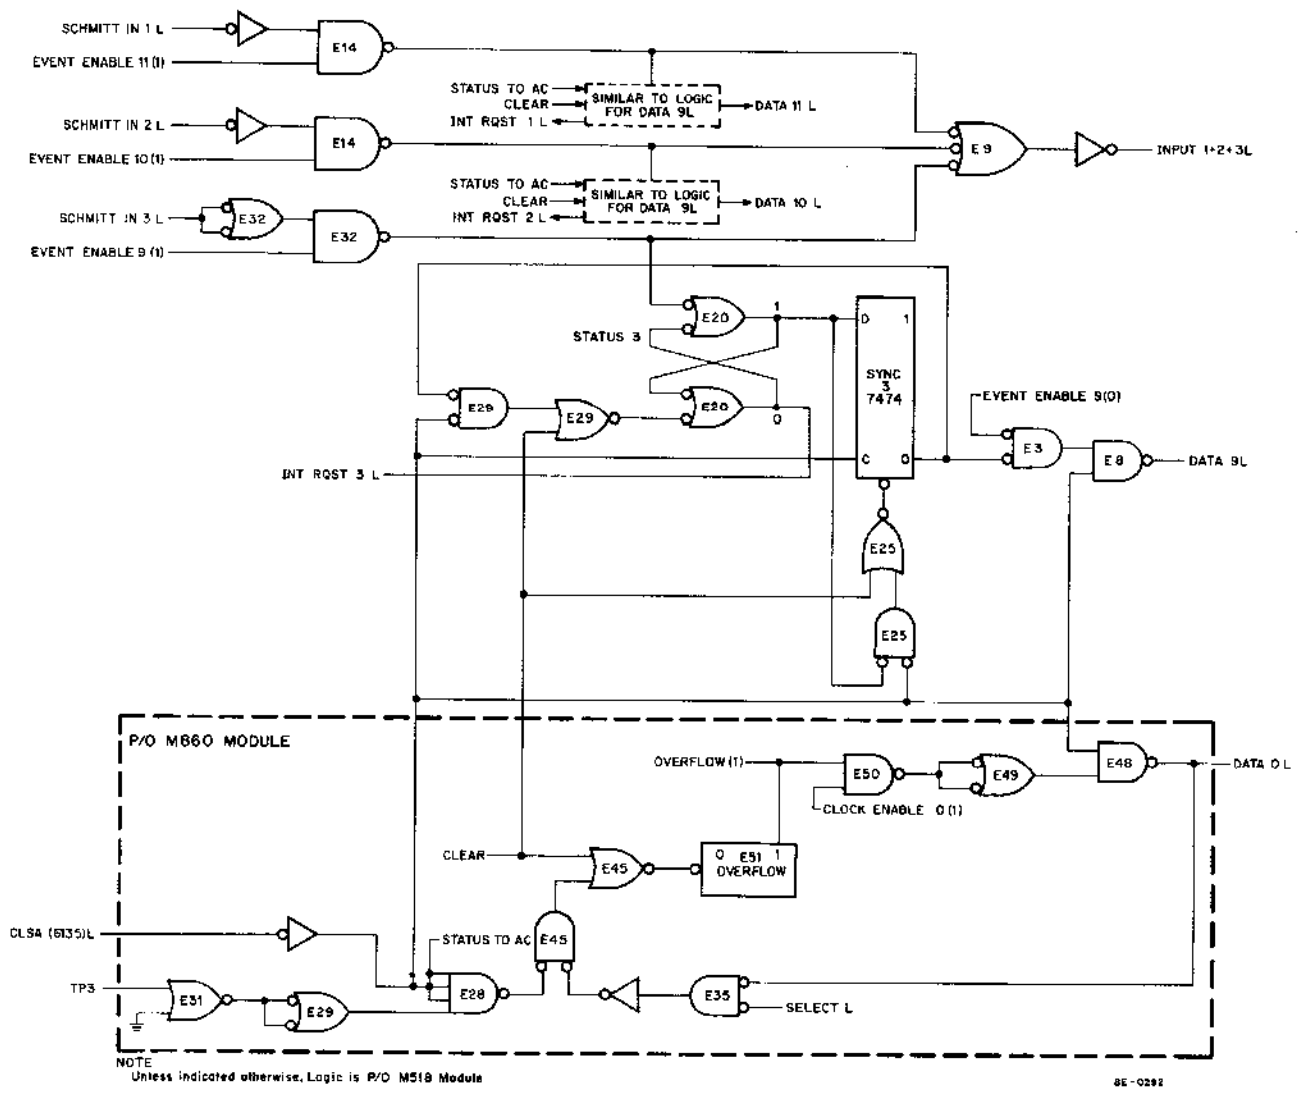 SCHMITT IN 1 L
E14
EVENT ENABLE 11(1)
STATUS TO AC
CLEAR
INT RQST 1 L
SIMILAR TO LOGIC
FOR DATA 9L
DATA 11 L
SCHMITT IN 2 L
E14
EVENT ENABLE 10(1)
E9
INPUT 1+2+3L
STATUS TO AC
CLEAR
INT RQST 2 L
SIMILAR TO LOGIC
FOR DATA 9L
DATA 10 L
SCHMITT IN 3 L
E32
E32
EVENT ENABLE 9 (1)
E20
1
D
1
STATUS 3
SYNC
3
7474
E29
E29
E20
0
EVENT ENABLE 9(0)
E3
E8
DATA 9L
C
0
INT RQST 3 L
E25
E25
P/O M860 MODULE
OVERFLOW (1)
E50
E49
E48
DATA 0 L
CLOCK ENABLE 0 (1)
CLEAR
E45
0
E51
1
OVERFLOW
CLSA (6135)L
STATUS TO AC
E45
TP3
E31
E29
E28
E35
SELECT L
NOTE
Unless indicated otherwise, Logic is P/O M518 Module
8E-0292